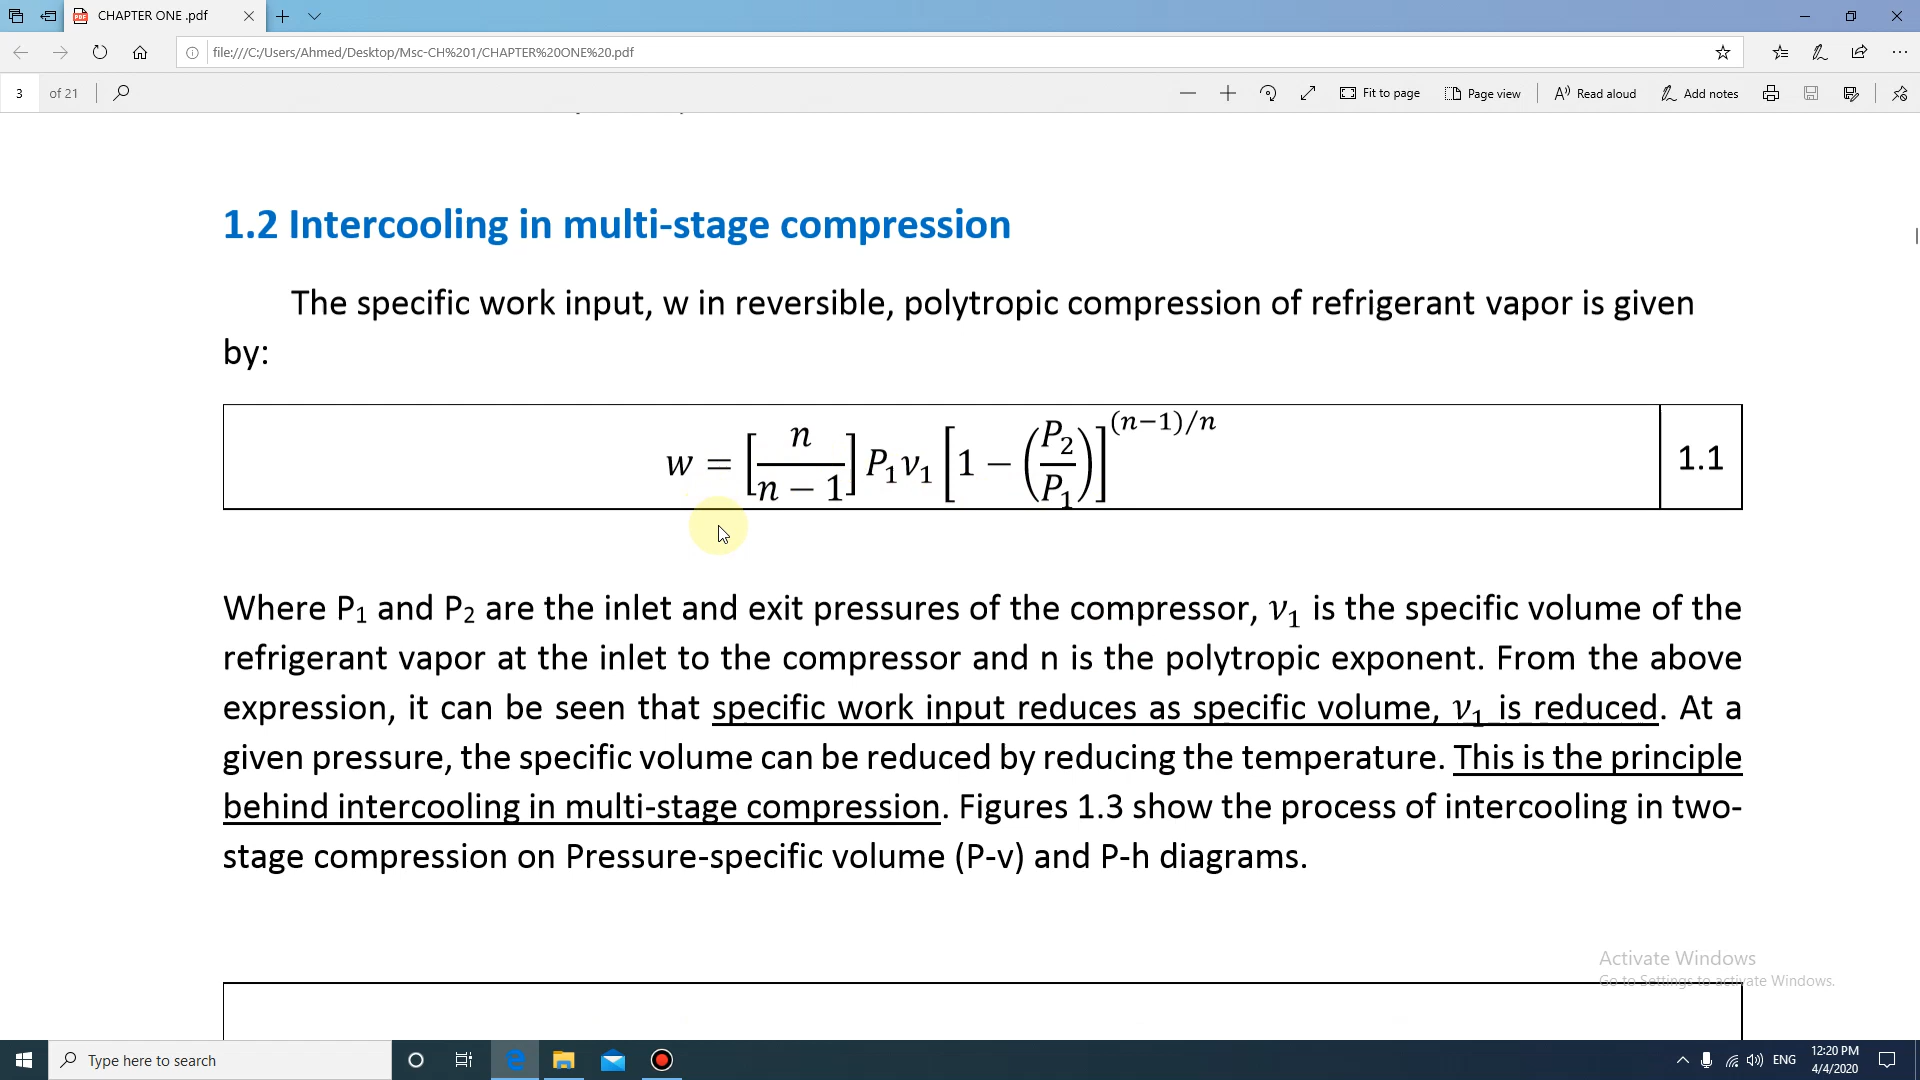 CHAPTER ONE .pdf
file:///C:/Users/Ahmed/Desktop/Msc-CH%201/CHAPTER%20ONE%20.pdf
3 of 21 Fit to page Page view Read aloud Add notes
1.2 Intercooling in multi-stage compression
The specific work input, w in reversible, polytropic compression of refrigerant vapor is given
by:
w = [n/(n − 1)] P₁ν₁ [1 − (P₂/P₁)]^((n−1)/n) 1.1
Where P₁ and P₂ are the inlet and exit pressures of the compressor, ν₁ is the specific volume of the
refrigerant vapor at the inlet to the compressor and n is the polytropic exponent. From the above
expression, it can be seen that specific work input reduces as specific volume, ν₁ is reduced. At a
given pressure, the specific volume can be reduced by reducing the temperature. This is the principle
behind intercooling in multi-stage compression. Figures 1.3 show the process of intercooling in two-
stage compression on Pressure-specific volume (P-v) and P-h diagrams.
Activate Windows
Go to Settings to activate Windows.
Type here to search
ENG
12:20 PM
4/4/2020